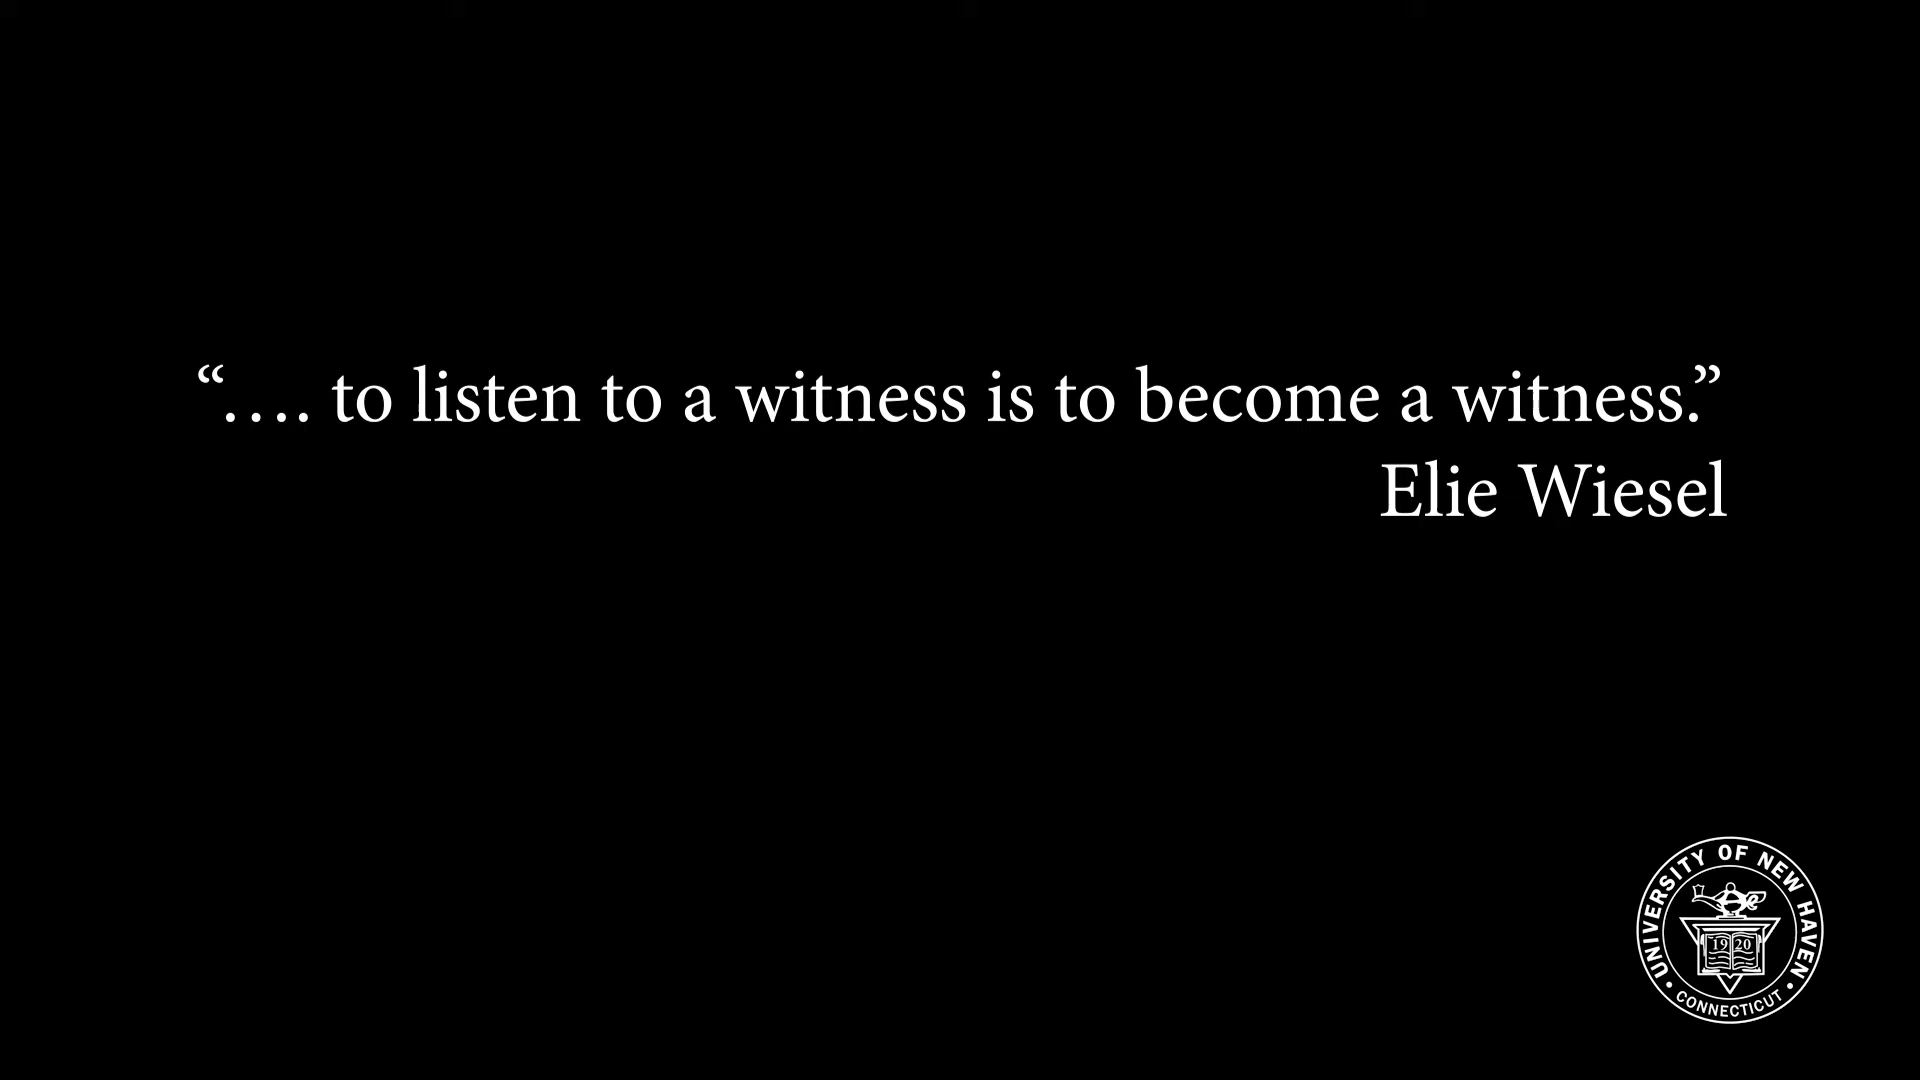 “…. to listen to a witness is to become a witness.”
Elie Wiesel
UNIVERSITY OF NEW HAVEN
1920
• CONNECTICUT •